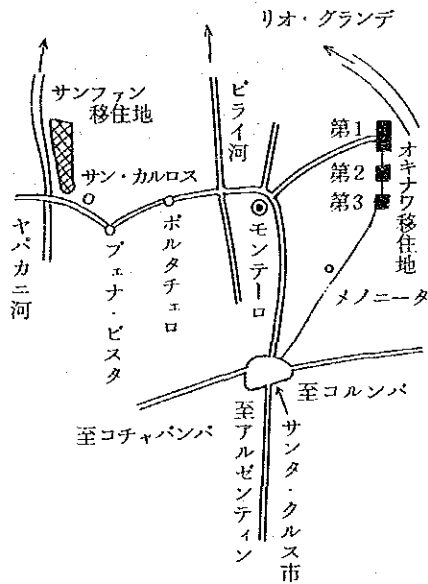 リオ・グランデ
サンファン
移住地
ピライ河
第1
第2
第3
オキナワ移住地
サン・カルロス
ヤパカニ河
ブェナ・ビスタ
ポルタチェロ
モンテーロ
メノニータ
至コルンバ
至コチャバンバ
至アルゼンティン
サンタ・クルス市